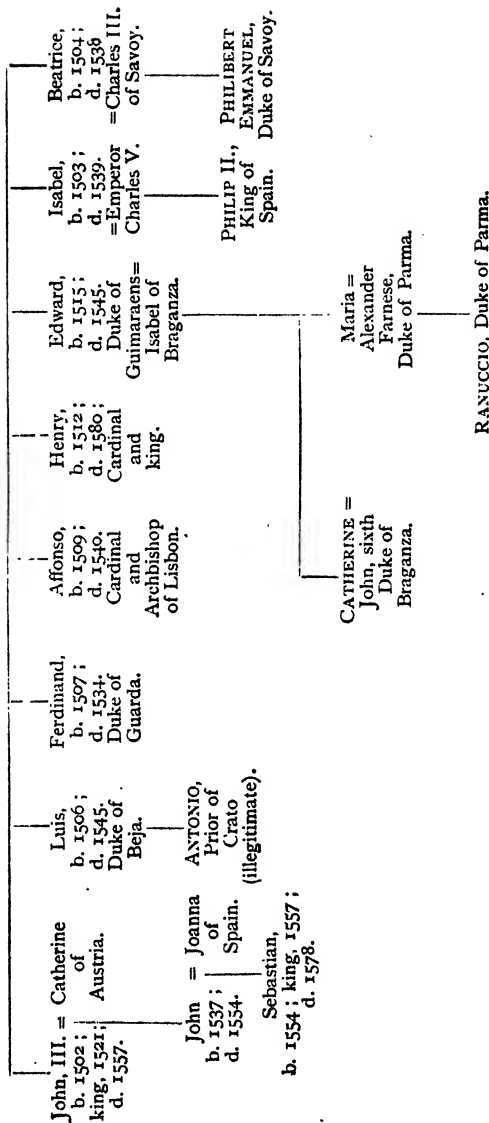 John, III. = Catherine
b. 1502 ; of
king, 1521; Austria.
d. 1557.
John = Joanna
b. 1537 ; of
d. 1554. Spain.
Sebastian,
b. 1554 ; king, 1557 ;
d. 1578.
Luis,
b. 1506 ;
d. 1545.
Duke of
Beja.
ANTONIO,
Prior of
Crato
(illegitimate).
Ferdinand,
b. 1507 ;
d. 1534.
Duke of
Guarda.
Affonso,
b. 1509 ;
d. 1540.
Cardinal
and
Archbishop
of Lisbon.
Henry,
b. 1512 ;
d. 1580 ;
Cardinal
and
king.
Edward,
b. 1515 ;
d. 1545.
Duke of
Guimaraens=
Isabel of
Braganza.
CATHERINE =
John, sixth
Duke of
Braganza.
Maria =
Alexander
Farnese,
Duke of Parma.
RANUCCIO, Duke of Parma.
Isabel,
b. 1503 ;
d. 1539.
=Emperor
Charles V.
PHILIP II.,
King of
Spain.
Beatrice,
b. 1504 ;
d. 1538
=Charles III.
of Savoy.
PHILIBERT
EMMANUEL,
Duke of Savoy.